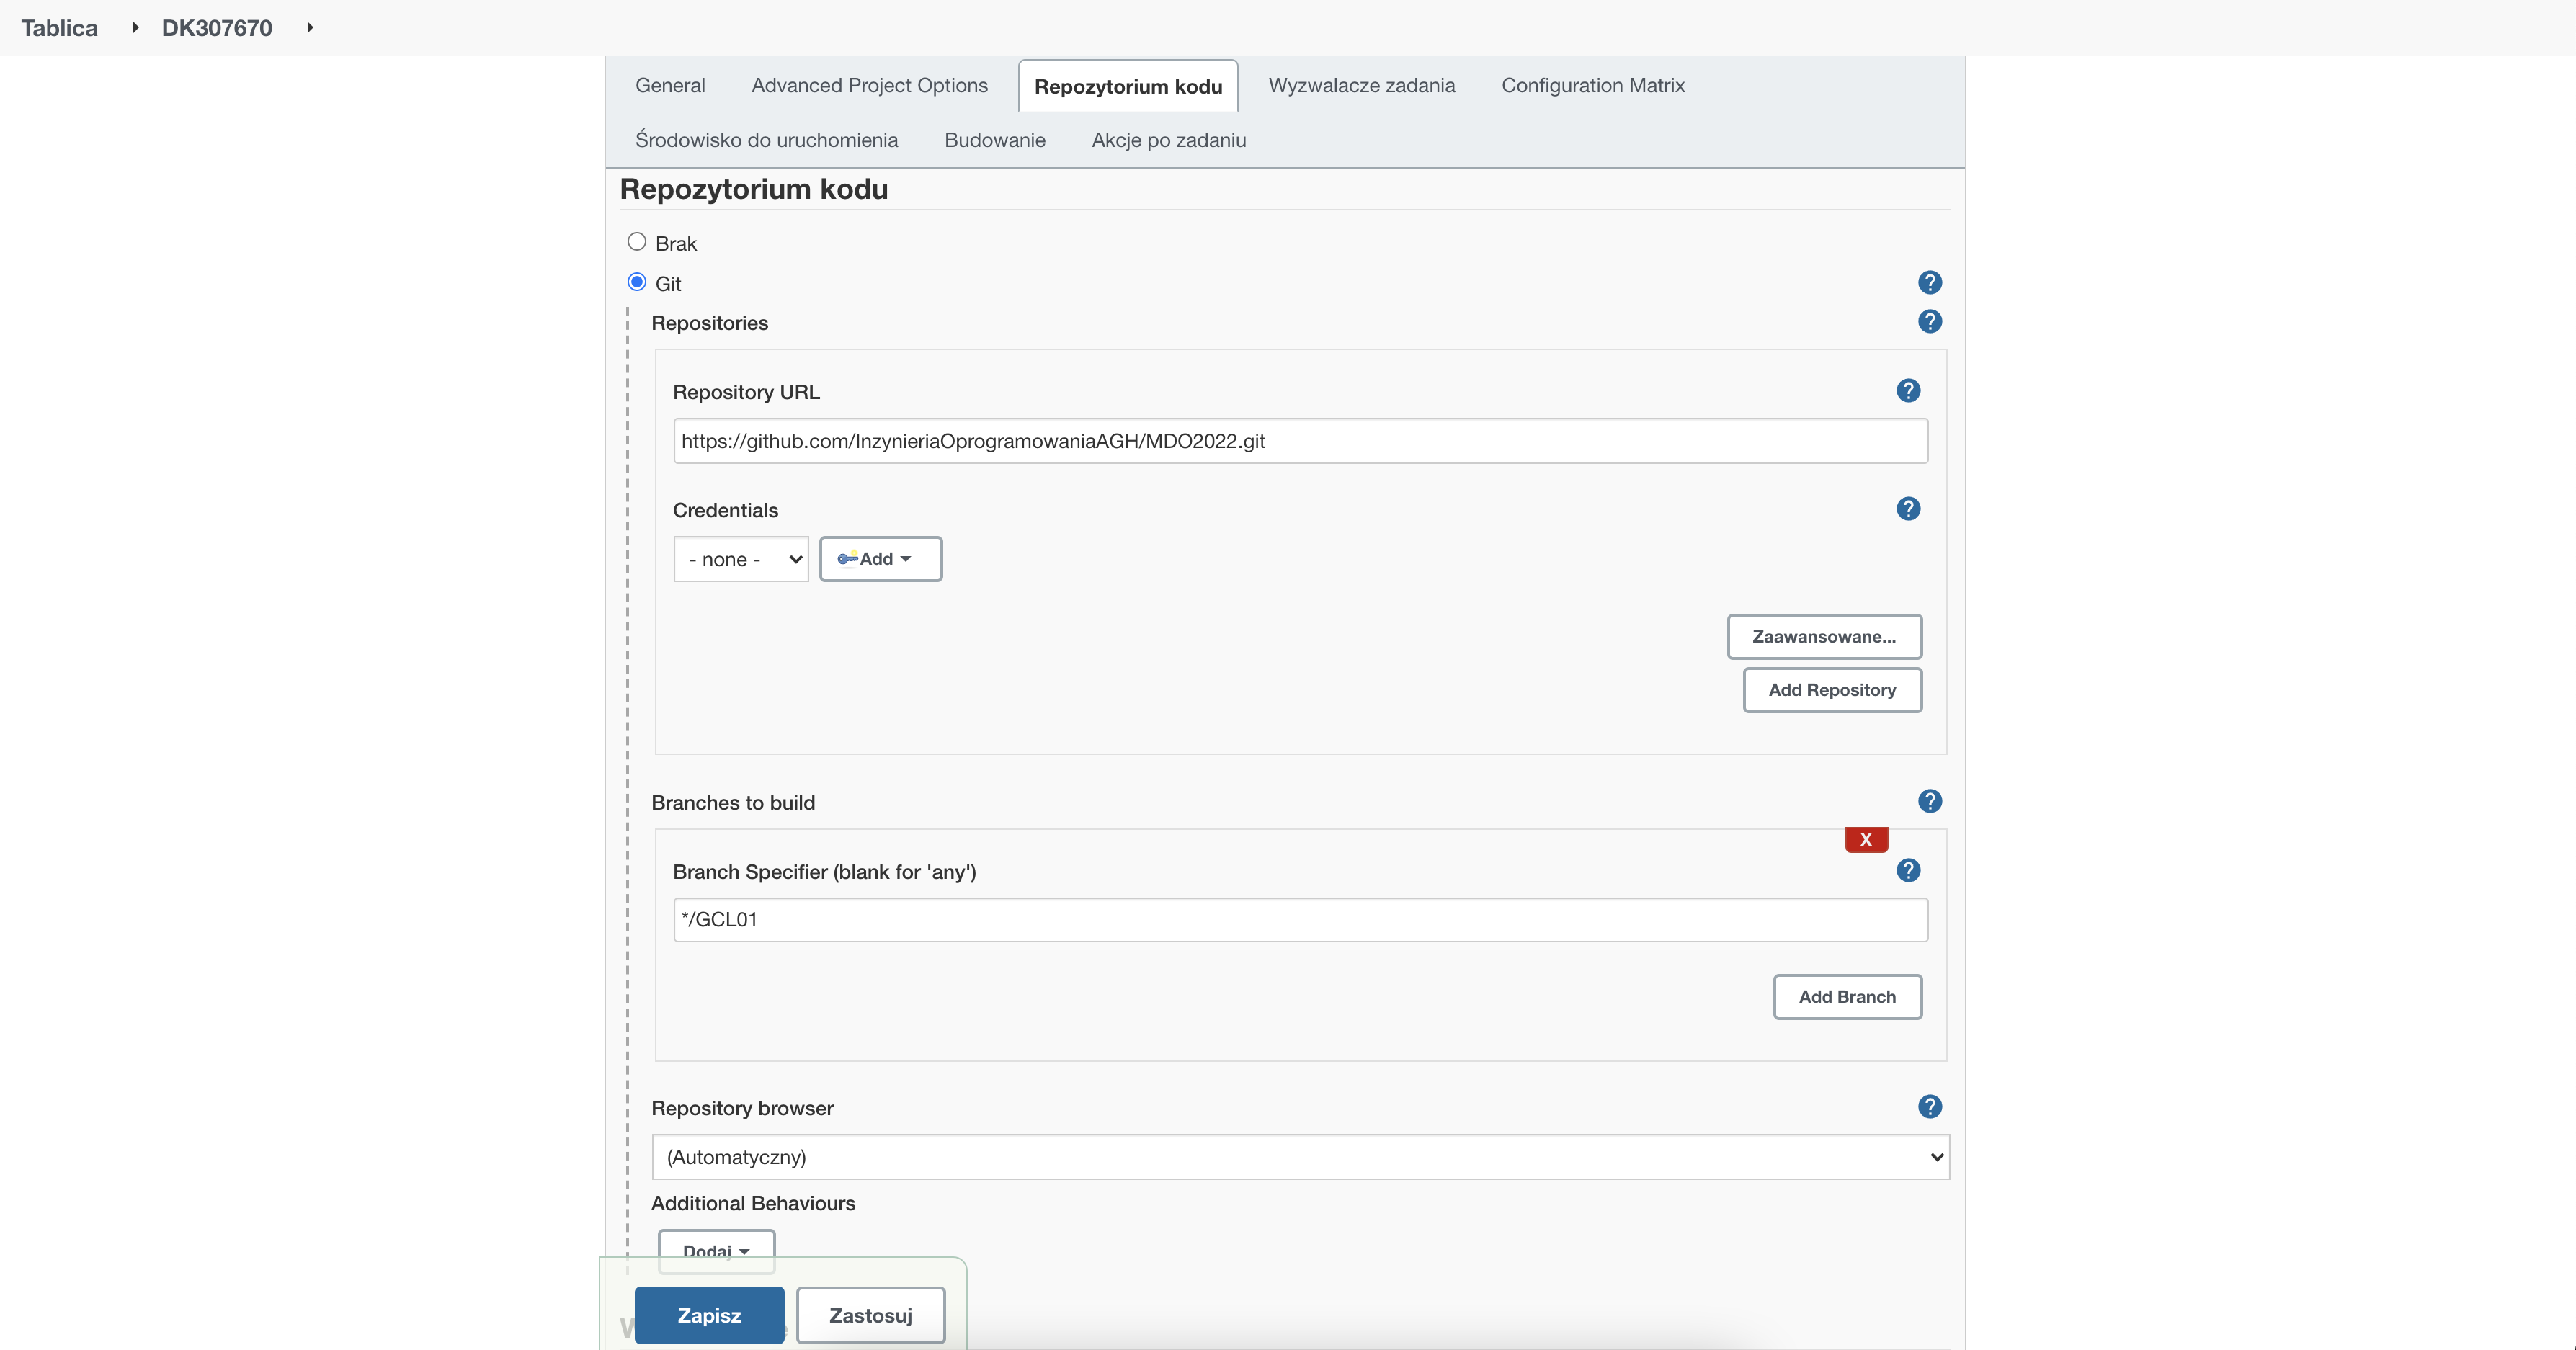 Tablica DK307670
General Advanced Project Options Repozytorium kodu Wyzwalacze zadania Configuration Matrix
Środowisko do uruchomienia Budowanie Akcje po zadaniu
Repozytorium kodu
Brak
Git ?
Repositories ?
Repository URL ?
https://github.com/InzynieriaOprogramowaniaAGH/MDO2022.git
Credentials ?
- none - Add
Zaawansowane...
Add Repository
Branches to build ?
X
Branch Specifier (blank for 'any') ?
*/GCL01
Add Branch
Repository browser ?
(Automatyczny)
Additional Behaviours
Dodaj
Zapisz Zastosuj